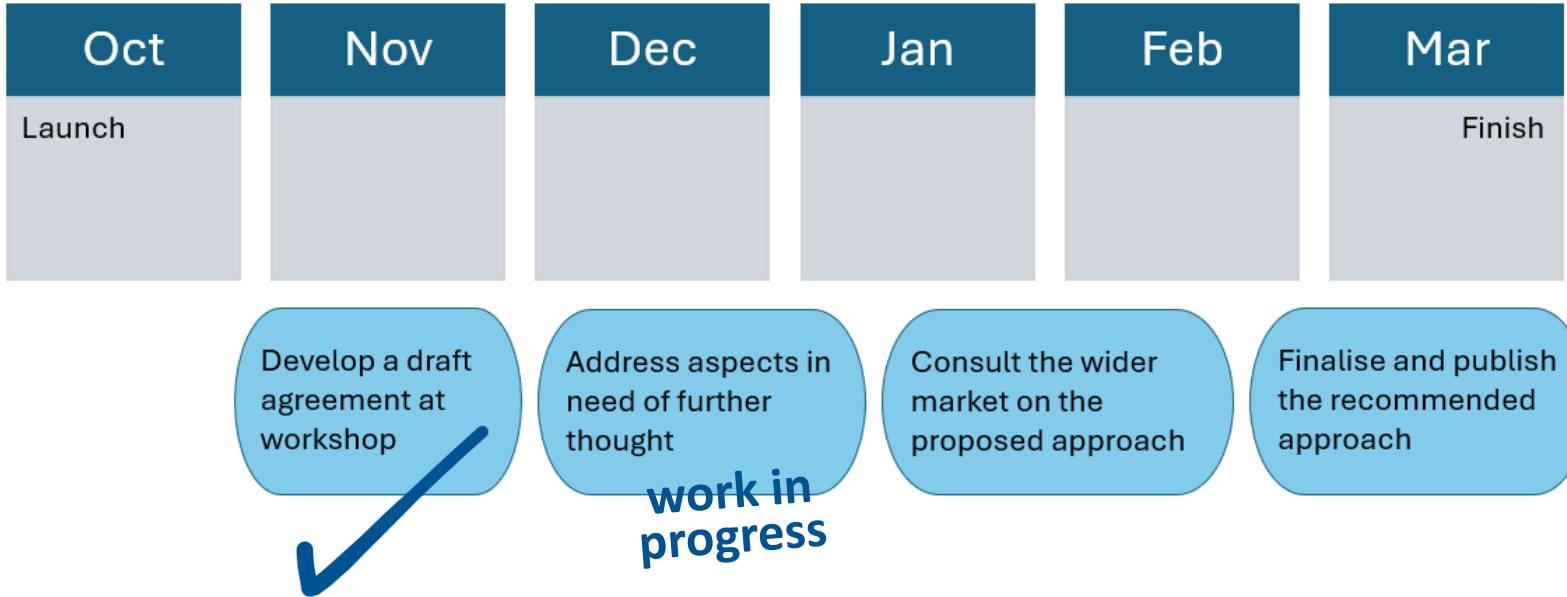 Oct
Nov
Dec
Jan
Feb
Mar
Launch
Finish
Develop a draft
agreement at
workshop
Address aspects in
need of further
thought
Consult the wider
market on the
proposed approach
Finalise and publish
the recommended
approach
work in
progress